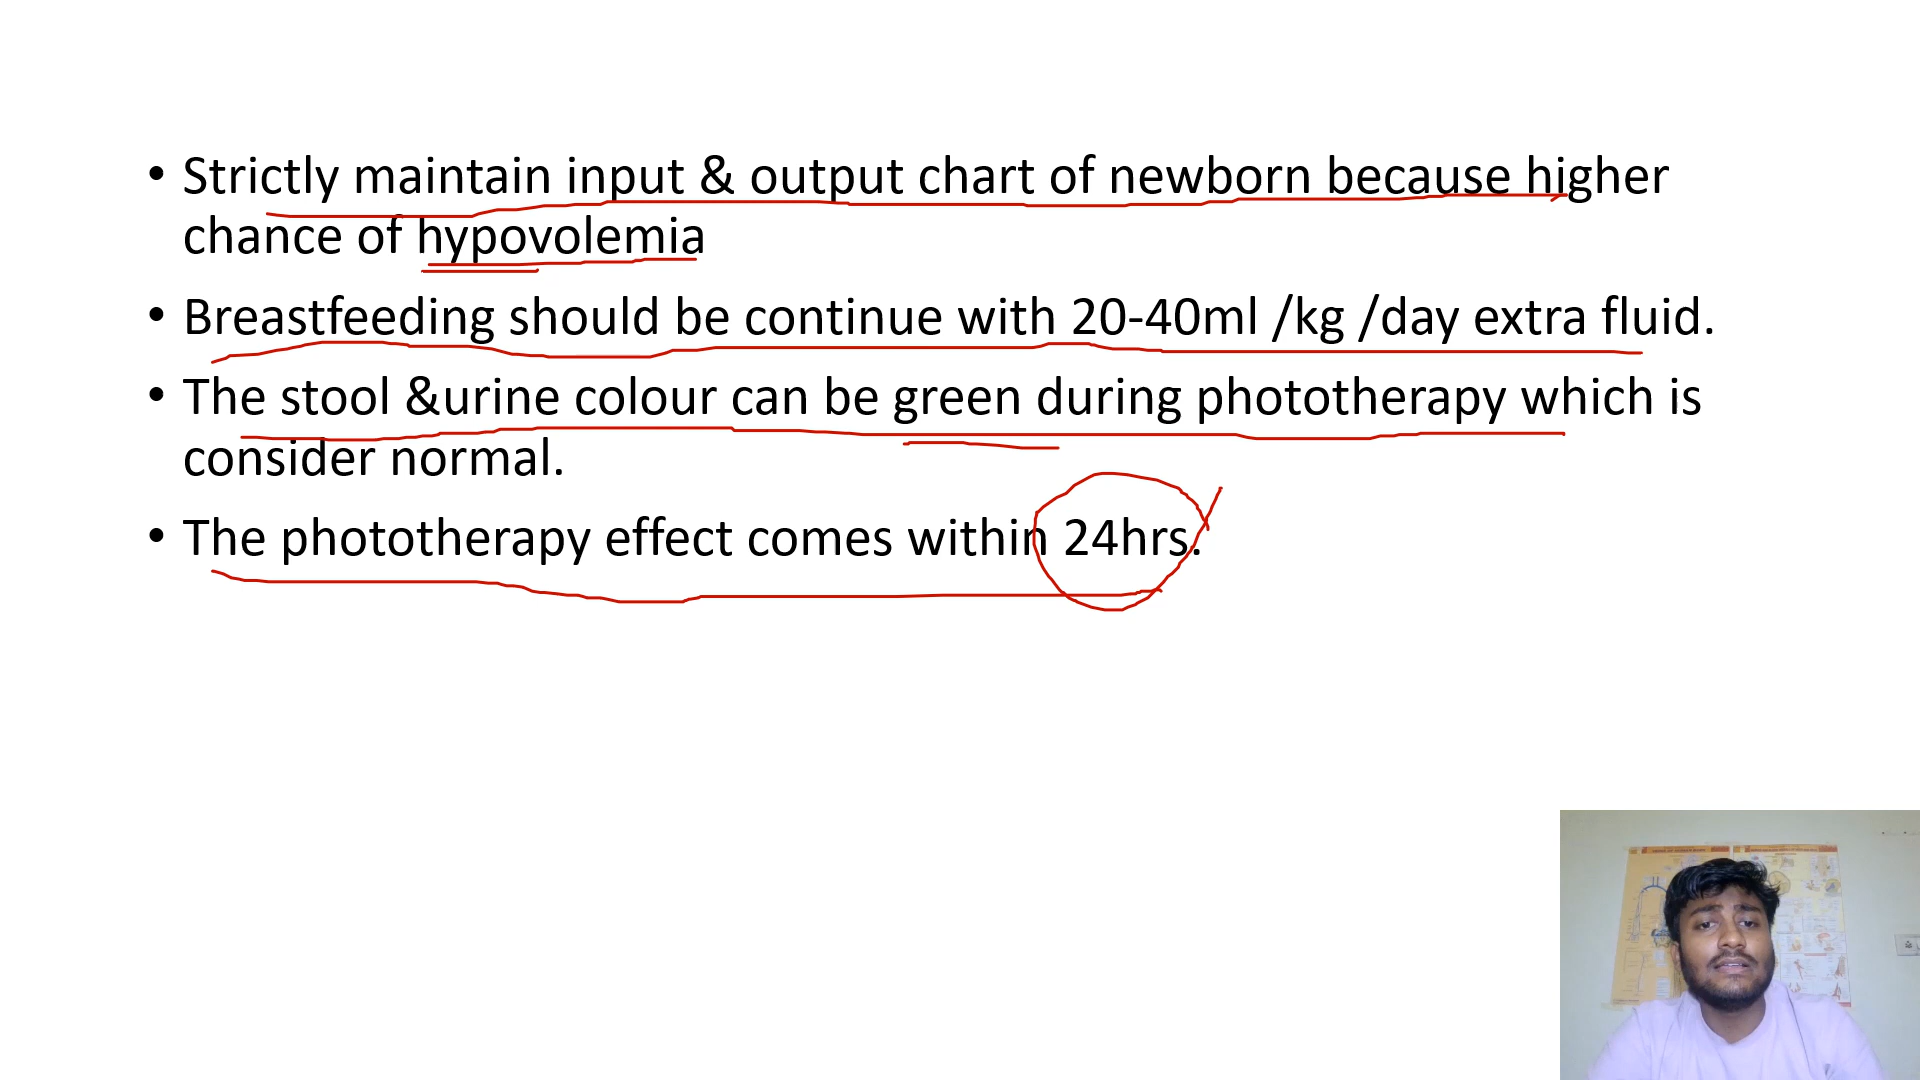 • Strictly maintain input & output chart of newborn because higher
chance of hypovolemia
• Breastfeeding should be continue with 20-40ml /kg /day extra fluid.
• The stool &urine colour can be green during phototherapy which is
consider normal.
• The phototherapy effect comes within 24hrs.